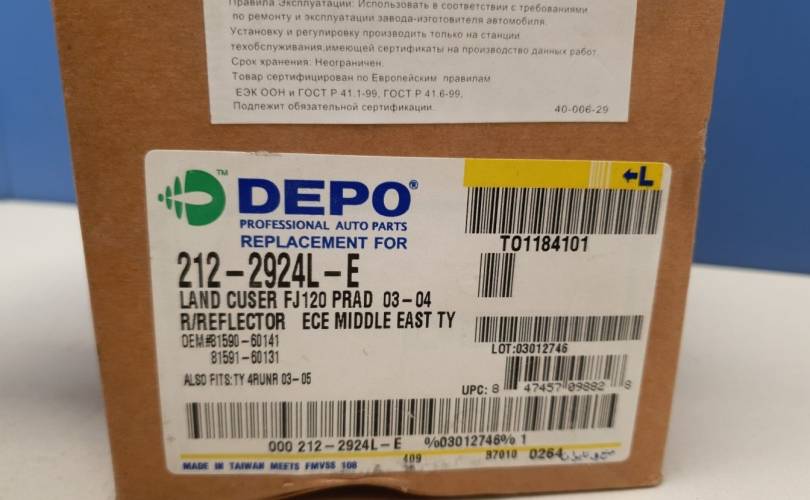 Правила Эксплуатации: Использовать в соответствии с требованиями
по ремонту и эксплуатации завода-изготовителя автомобиля.
Установку и регулировку производить только на станции
техобслуживания,имеющей сертификаты на производство данных работ.
Срок хранения: Неограничен.
Товар сертифицирован по Европейским правилам
ЕЭК ООН и ГОСТ Р 41.1-99, ГОСТ Р 41.6-99,
Подлежит обязательной сертификации.
40-006-29
DEPO®
™
PROFESSIONAL AUTO PARTS
REPLACEMENT FOR
←L
T01184101
212-2924L-E
LAND CUSER FJ120 PRAD 03-04
R/REFLECTOR ECE MIDDLE EAST TY
OEM#81590-60141
81591-60131
LOT:03012746
ALSO FITS:TY 4RUNR 03-05
UPC: 8 47457 09882 8
000 212-2924L-E %03012746% 1
409 87010 0264
MADE IN TAIWAN MEETS FMVSS 108